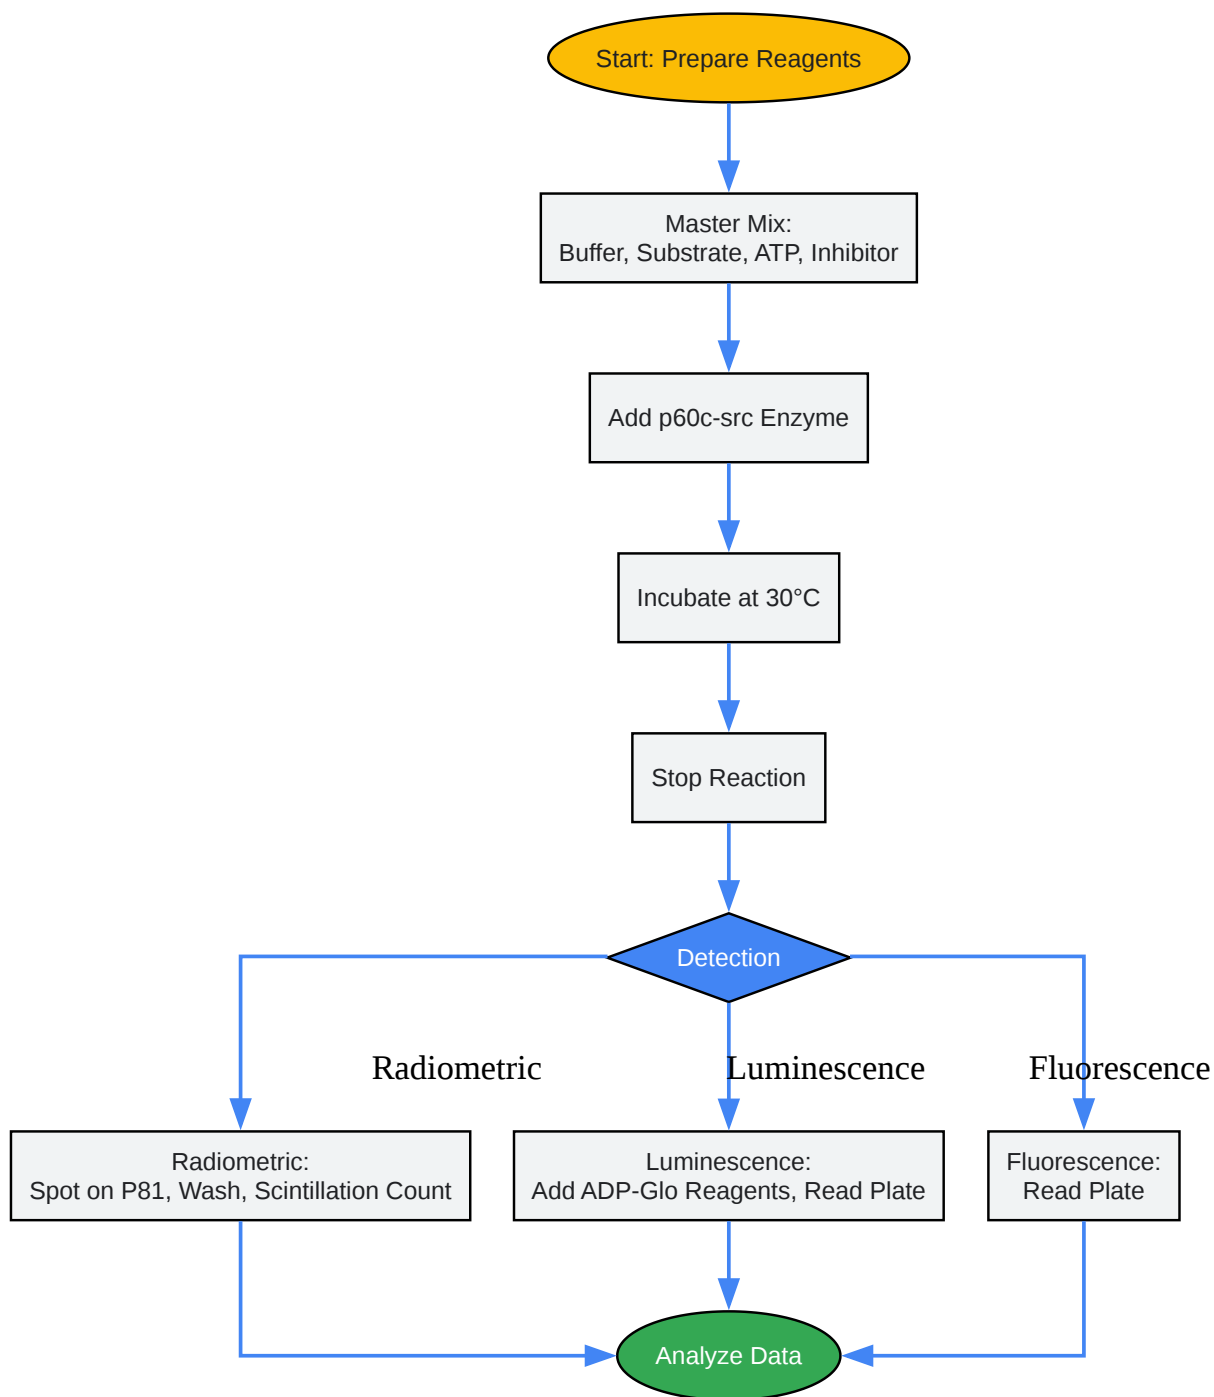 Start: Prepare Reagents
Master Mix:
Buffer, Substrate, ATP, Inhibitor
Add p60c-src Enzyme
Incubate at 30°C
Stop Reaction
Detection
Radiometric
Luminescence
Fluorescence
Radiometric:
Spot on P81, Wash, Scintillation Count
Luminescence:
Add ADP-Glo Reagents, Read Plate
Fluorescence:
Read Plate
Analyze Data